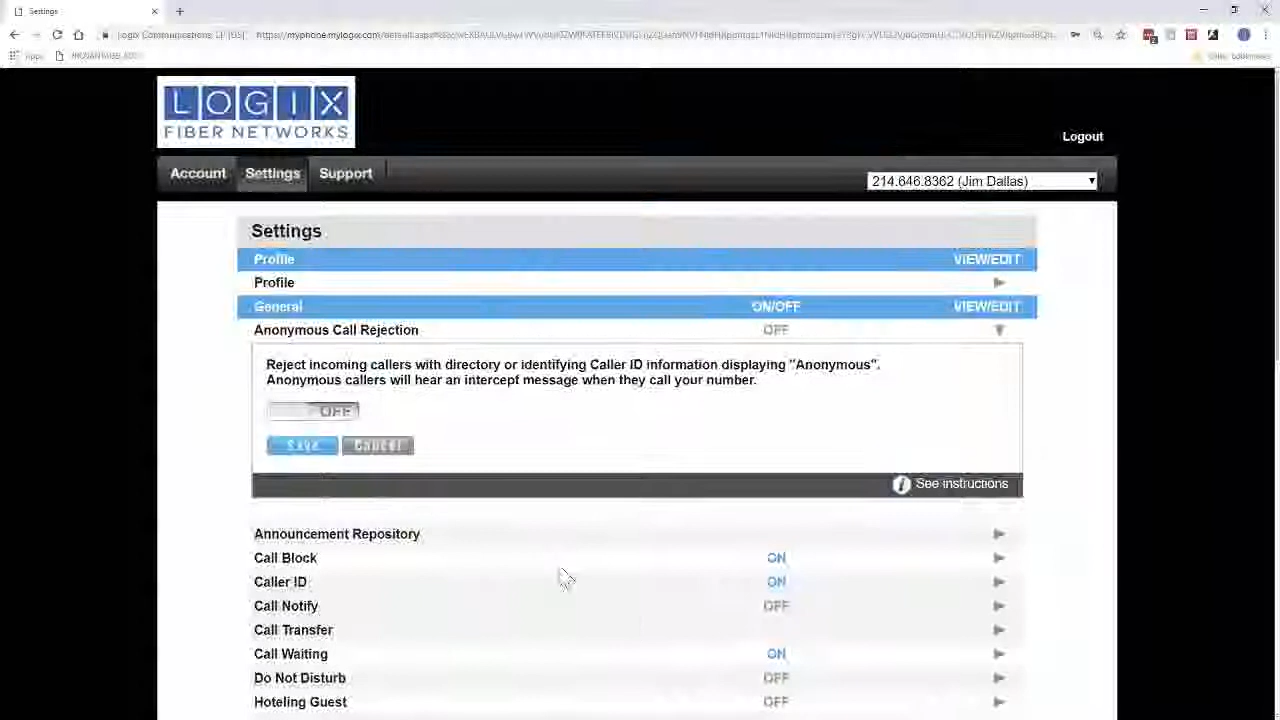 Settings
Apps
LOGIX
FIBER NETWORKS
Logout
Account Settings Support
214.646.8362 (Jim Dallas)
Settings
Profile VIEW/EDIT
Profile
General ON/OFF VIEW/EDIT
Anonymous Call Rejection OFF
Reject incoming callers with directory or identifying Caller ID information displaying "Anonymous".
Anonymous callers will hear an intercept message when they call your number.
OFF
Save Cancel
See instructions
Announcement Repository
Call Block ON
Caller ID ON
Call Notify OFF
Call Transfer
Call Waiting ON
Do Not Disturb OFF
Hoteling Guest OFF